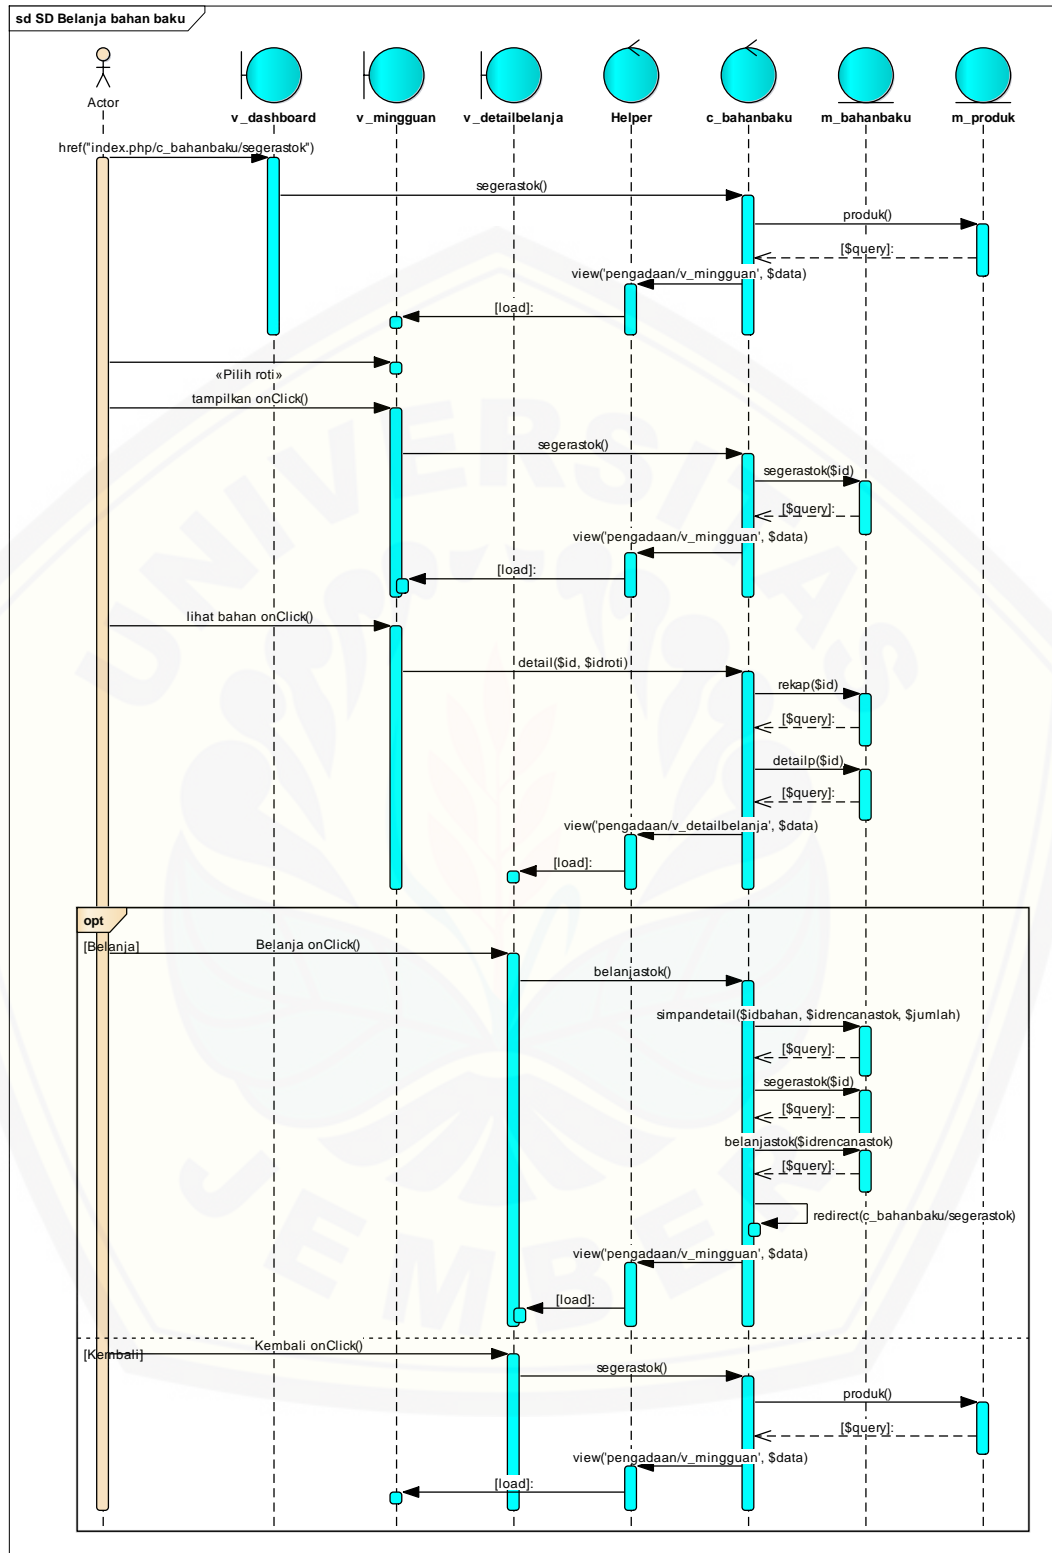 sd SD Belanja bahan baku
Actor
v_dashboard
v_mingguan
v_detailbelanja
Helper
c_bahanbaku
m_bahanbaku
m_produk
href("index.php/c_bahanbaku/segerastok")
segerastok()
produk()
[$query]:
view('pengadaan/v_mingguan', $data)
[load]:
«Pilih roti»
tampilkan onClick()
segerastok()
segerastok($id)
[$query]:
view('pengadaan/v_mingguan', $data)
[load]:
lihat bahan onClick()
detail($id, $idroti)
rekap($id)
[$query]:
detailp($id)
[$query]:
view('pengadaan/v_detailbelanja', $data)
[load]:
opt
[Belanja]
Belanja onClick()
belanjastok()
simpandetail($idbahan, $idrencanastok, $jumlah)
[$query]:
segerastok($id)
[$query]:
belanjastok($idrencanastok)
[$query]:
redirect(c_bahanbaku/segerastok)
view('pengadaan/v_mingguan', $data)
[load]:
[Kembali]
Kembali onClick()
segerastok()
produk()
[$query]:
view('pengadaan/v_mingguan', $data)
[load]:
UNIVERSITAS
JEMBER